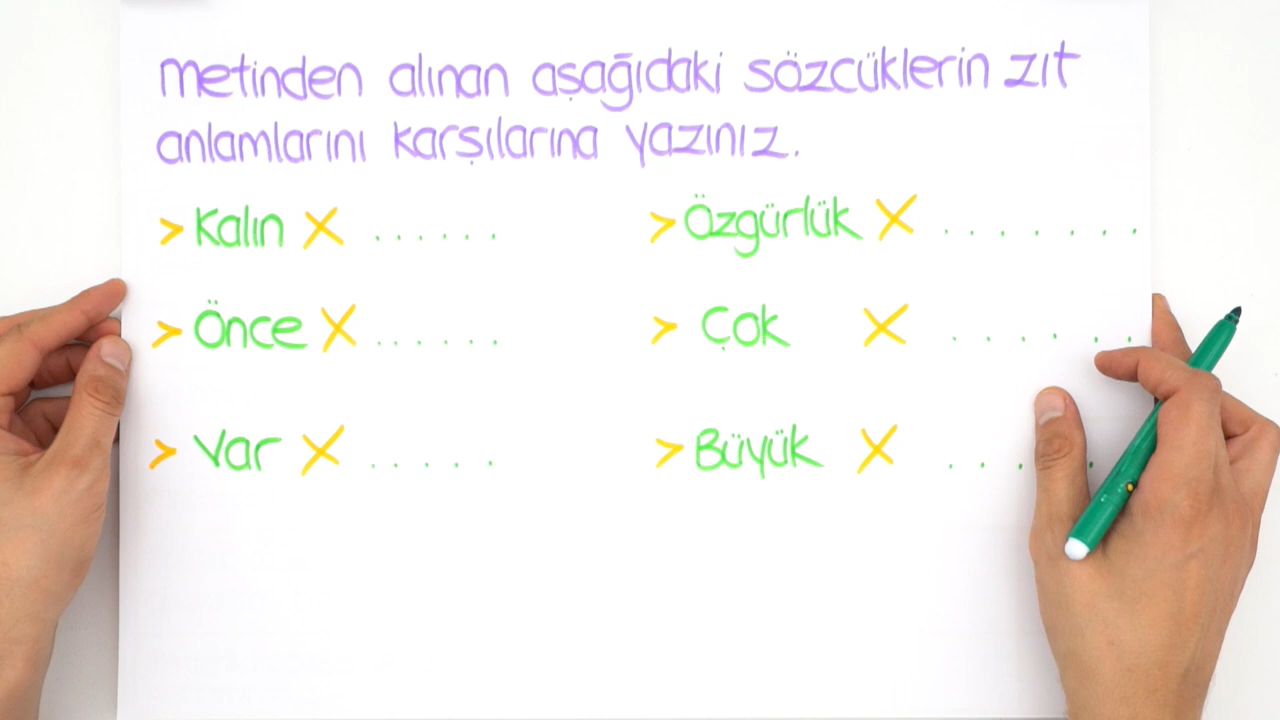 metinden alınan aşağıdaki sözcüklerin zıt
anlamlarını karşılarına yazınız.
> Kalın X ......
> Özgürlük X .......
> Önce X ......
> Çok X .....
> Var X .....
> Büyük X ....